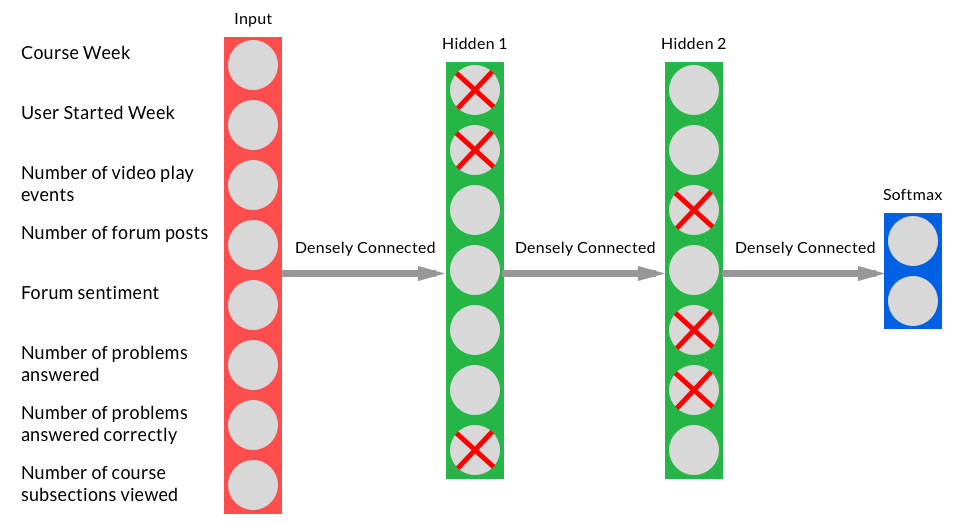 Input
Hidden 1
Hidden 2
Softmax
Course Week
User Started Week
Number of video play
events
Number of forum posts
Forum sentiment
Number of problems
answered
Number of problems
answered correctly
Number of course
subsections viewed
Densely Connected
Densely Connected
Densely Connected